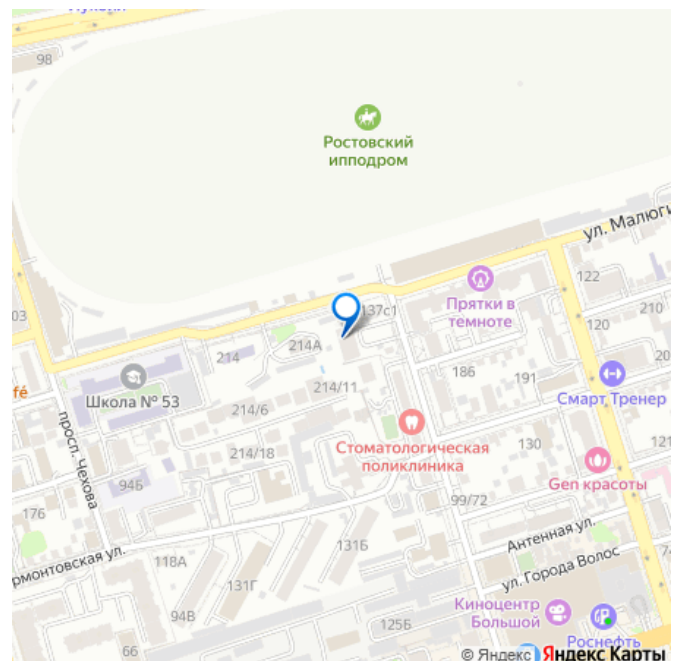 98
Ростовский
ипподром
ул. Малюги
137с1
Прятки в
темноте
122
210
120
03
214
214А
186
191
20
Смарт Тренер
fé
Школа № 53
214/11
214/6
просп. Чехова
Стоматологическая
поликлиника
130
121
214/18
Gen красоты
94Б
99/72
176
Антенная ул.
131Б
рмонтовская ул.
118А
ул. Города Волос
131Г
94В
Киноцентр
Большой
125Б
66
Роснефть
© Яндекс Яндекс Карты